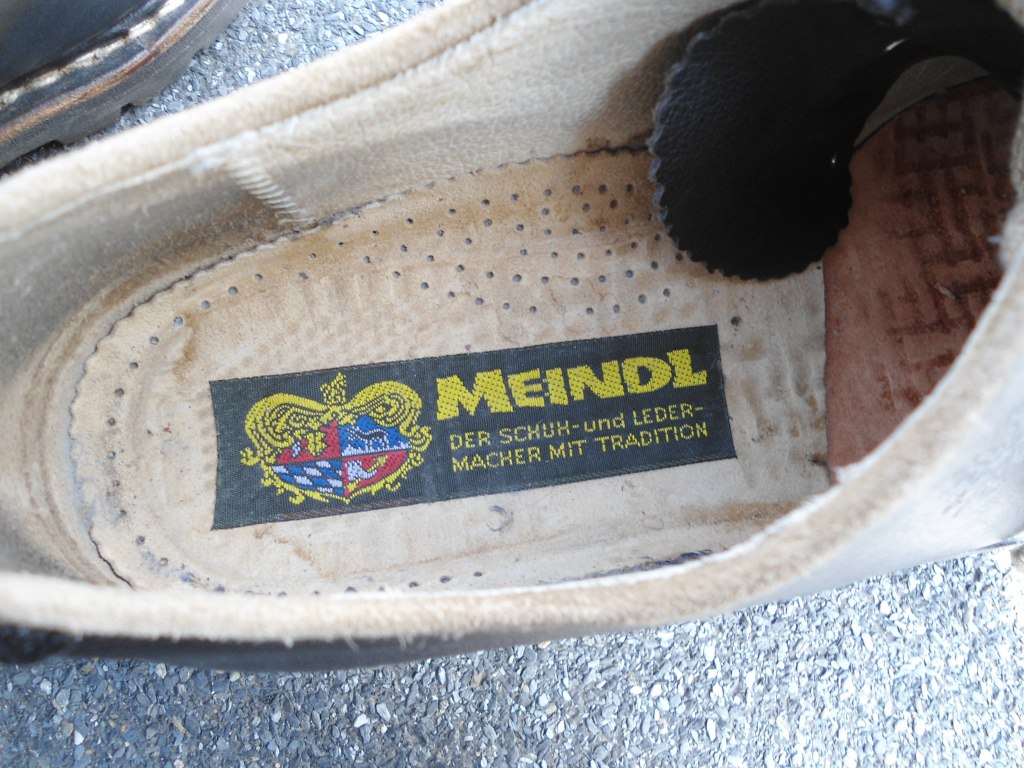 MEINDL
DER SCHUH-und LEDER-
MACHER MIT TRADITION